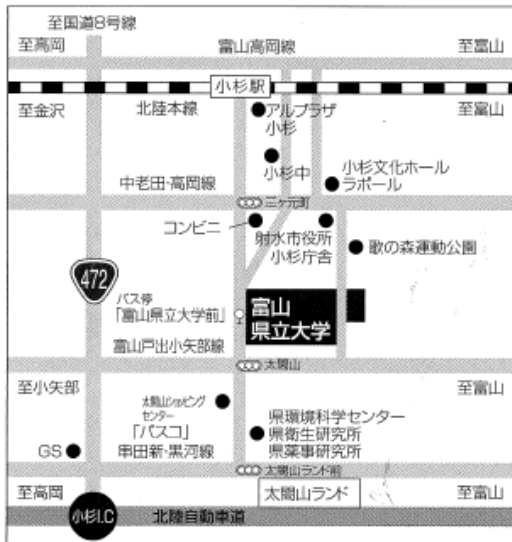 至国道8号線
至高岡
富山高岡線
至富山
小杉駅
至金沢
北陸本線
アルプラザ
小杉
至富山
小杉中
小杉文化ホール
ラポール
中老田・高岡線
三ヶ元町
コンビニ
射水市役所
小杉庁舎
歌の森運動公園
472
バス停
「富山県立大学前」
富山
県立大学
富山戸出小矢部線
太閤山
至小矢部
至富山
太閤山ショッピング
センター
「パスコ」
県環境科学センター
県衛生研究所
県薬事研究所
GS
串田新・黒河線
太閤山ランド前
至高岡
太閤山ランド
至富山
小杉I.C
北陸自動車道